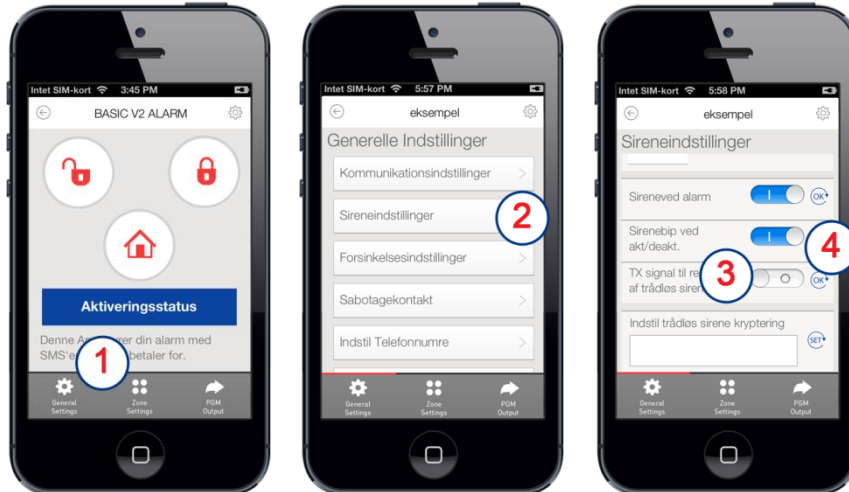 Intet SIM-kort 3:45 PM
BASIC V2 ALARM
Aktiveringsstatus
Denne A rer din alarm med
SMS'e betaler for.
1
General
Settings
Zone
Settings
PGM
Output
Intet SIM-kort 5:57 PM
eksempel
Generelle Indstillinger
Kommunikationsindstillinger
Sireneindstillinger
2
Forsinkelsesindstillinger
Sabotagekontakt
Indstil Telefonnumre
General
Settings
Zone
Settings
PGM
Output
Intet SIM-kort 5:58 PM
eksempel
Sireneindstillinger
Sireneved alarm
OK
Sirenebip ved
akt/deakt.
4
TX signal til re
af trådløs siren
3
OK
Indstil trådløs sirene kryptering
SET
General
Settings
Zone
Settings
PGM
Output